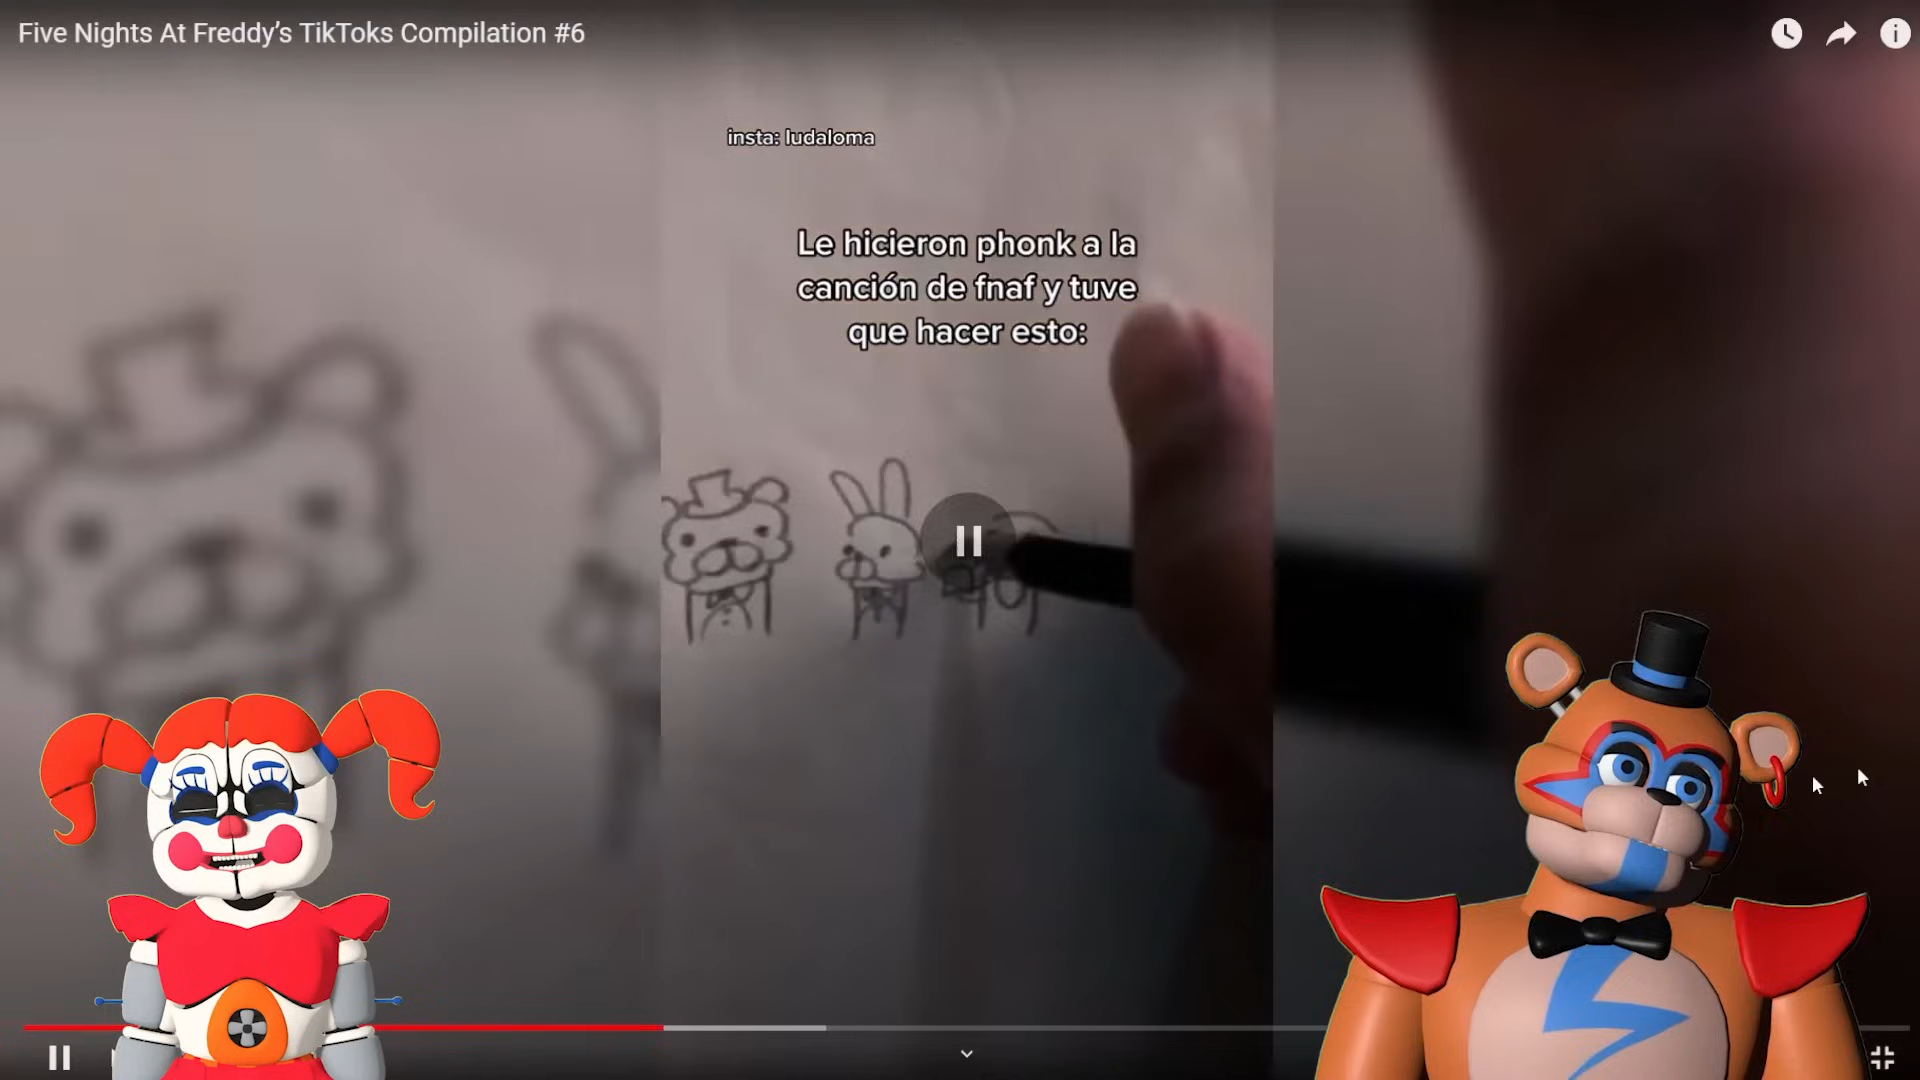 Five Nights At Freddy’s TikToks Compilation #6
insta: ludaloma
Le hicieron phonk a la
canción de fnaf y tuve
que hacer esto: